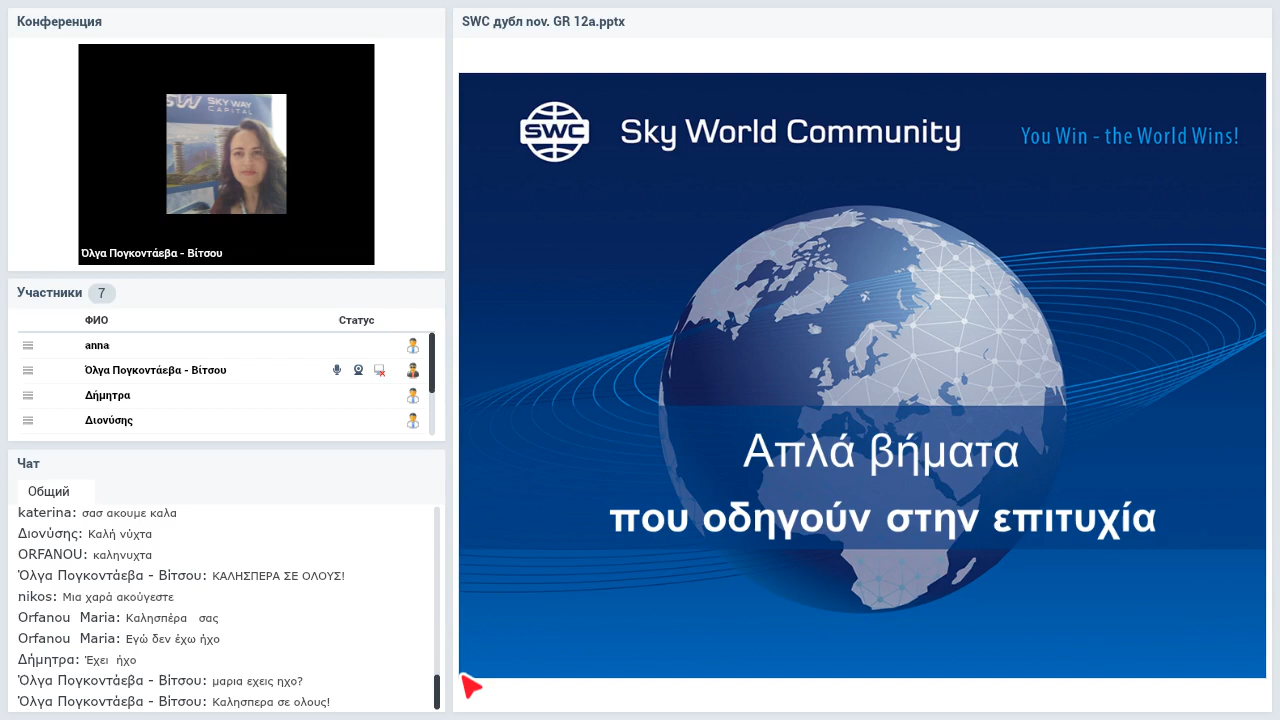 Конференция
SKY WAY
CAPITAL
Όλγα Πογκοντάεβα - Βίτσου
Участники 7
ФИО Статус
anna
Όλγα Πογκοντάεβα - Βίτσου
Δήμητρα
Διονύσης
Чат
Общий
katerina: σασ ακουμε καλα
Διονύσης: Καλή νύχτα
ORFANOU: καληνυχτα
Όλγα Πογκοντάεβα - Βίτσου: ΚΑΛΗΣΠΕΡΑ ΣΕ ΟΛΟΥΣ!
nikos: Μια χαρά ακούγεστε
Orfanou Maria: Καλησπέρα σας
Orfanou Maria: Εγώ δεν έχω ήχο
Δήμητρα: Έχει ήχο
Όλγα Πογκοντάεβα - Βίτσου: μαρια εχεις ηχο?
Όλγα Πογκοντάεβα - Βίτσου: Καλησπερα σε ολους!
SWC дубл nov. GR 12a.pptx
SWC Sky World Community You Win - the World Wins!
Απλά βήματα
που οδηγούν στην επιτυχία